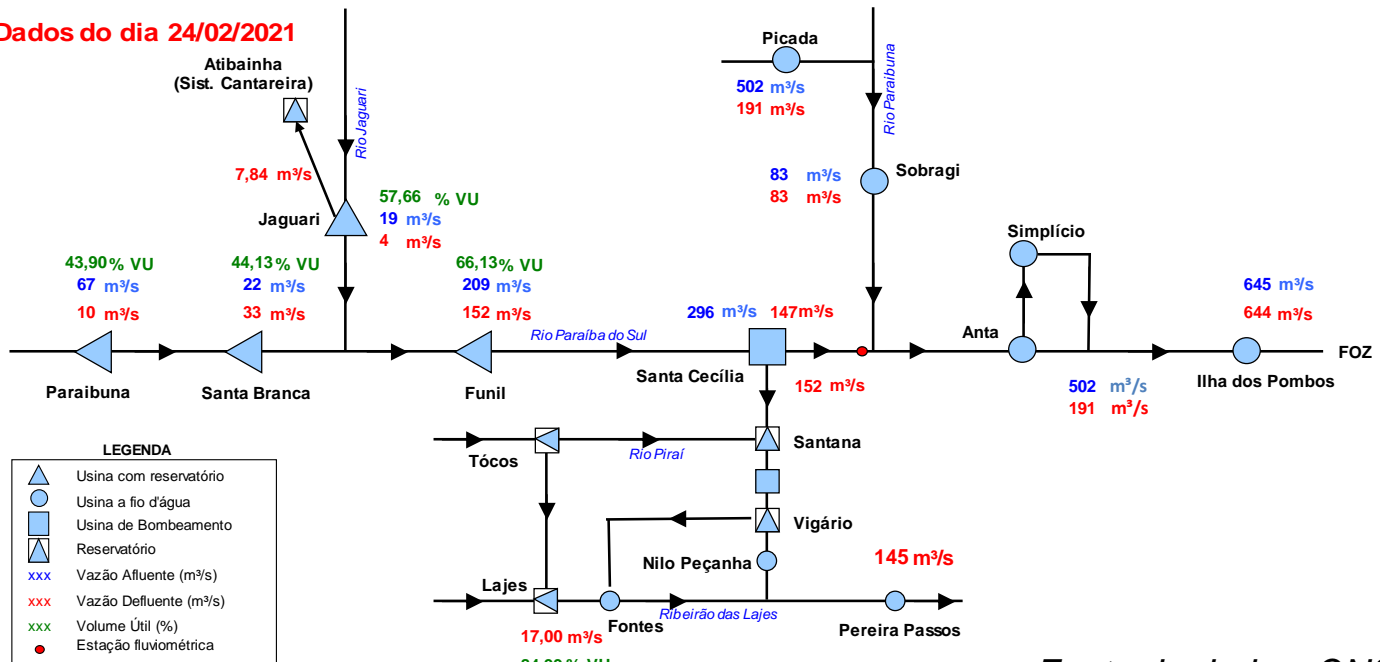 Dados do dia 24/02/2021
Atibainha
(Sist. Cantareira)
Rio Jaguari
7,84 m³/s
Jaguari
57,66 % VU
19 m³/s
4 m³/s
Picada
502 m³/s
191 m³/s
Rio Paraibuna
83 m³/s
83 m³/s
Sobragi
Simplício
Anta
502 m³/s
191 m³/s
645 m³/s
644 m³/s
Ilha dos Pombos
FOZ
43,90% VU
67 m³/s
10 m³/s
Paraibuna
44,13% VU
22 m³/s
33 m³/s
Santa Branca
66,13% VU
209 m³/s
152 m³/s
Funil
Rio Paraíba do Sul
296 m³/s 147m³/s
Santa Cecília
152 m³/s
Tócos
Rio Piraí
Santana
Vigário
Nilo Peçanha
145 m³/s
Lajes
Fontes
Ribeirão das Lajes
Pereira Passos
17,00 m³/s
% VU
LEGENDA
Usina com reservatório
Usina a fio d'água
Usina de Bombeamento
Reservatório
xxx Vazão Afluente (m³/s)
xxx Vazão Defluente (m³/s)
xxx Volume Útil (%)
Estação fluviométrica